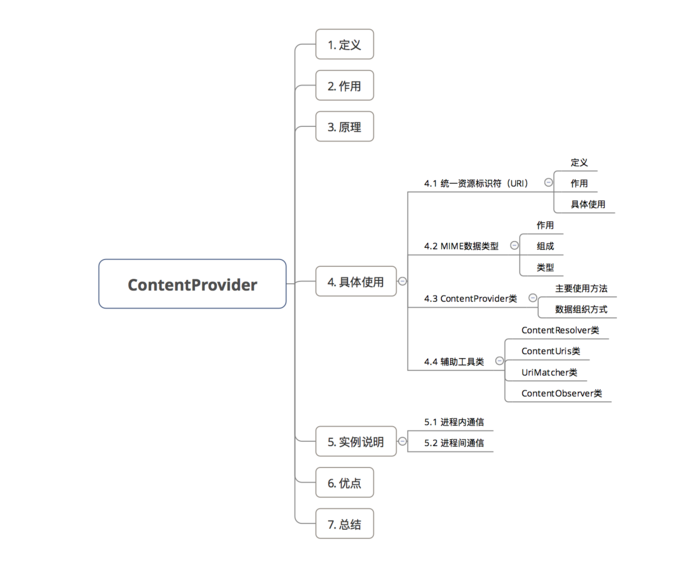 ContentProvider
1. 定义
2. 作用
3. 原理
4. 具体使用
4.1 统一资源标识符（URI）
定义
作用
具体使用
4.2 MIME数据类型
作用
组成
类型
4.3 ContentProvider类
主要使用方法
数据组织方式
4.4 辅助工具类
ContentResolver类
ContentUris类
UriMatcher类
ContentObserver类
5. 实例说明
5.1 进程内通信
5.2 进程间通信
6. 优点
7. 总结